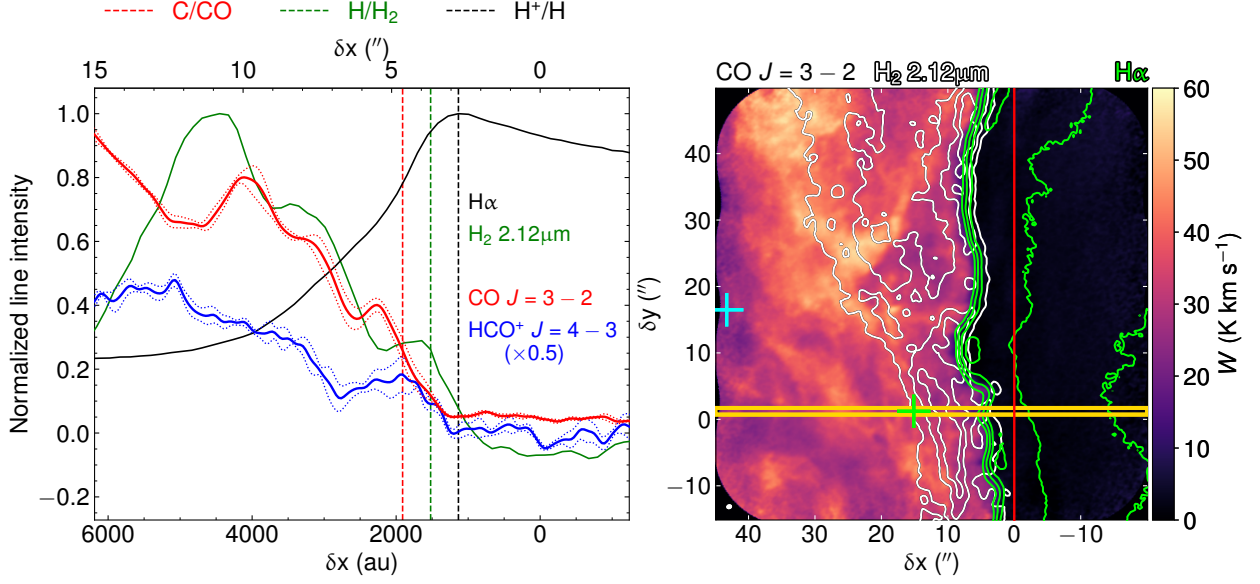 C/CO H/H₂ H⁺/H
δx (″)
15 10 5 0
Normalized line intensity
1.0
0.8
0.6
0.4
0.2
0.0
−0.2
Hα
H₂ 2.12μm
CO J = 3 − 2
HCO⁺ J = 4 − 3
(×0.5)
6000 4000 2000 0
δx (au)
CO J = 3 − 2 H₂ 2.12μm Hα
δy (″)
40
30
20
10
0
−10
40 30 20 10 0 −10
δx (″)
60
50
40
30
20
10
0
W (K km s⁻¹)